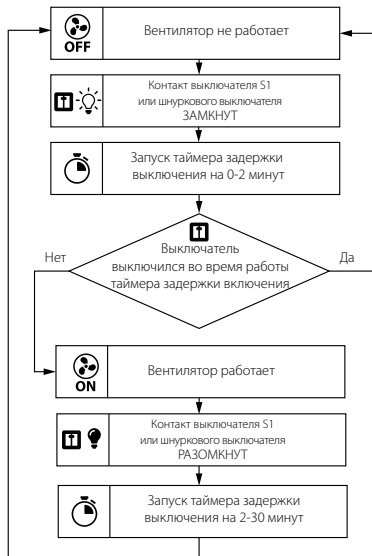 OFF
Вентилятор не работает
Контакт выключателя S1
или шнуркового выключателя
ЗАМКНУТ
Запуск таймера задержки
выключения на 0-2 минут
Нет
Да
Выключатель
выключился во время работы
таймера задержки включения
ON
Вентилятор работает
Контакт выключателя S1
или шнуркового выключателя
РАЗОМКНУТ
Запуск таймера задержки
выключения на 2-30 минут